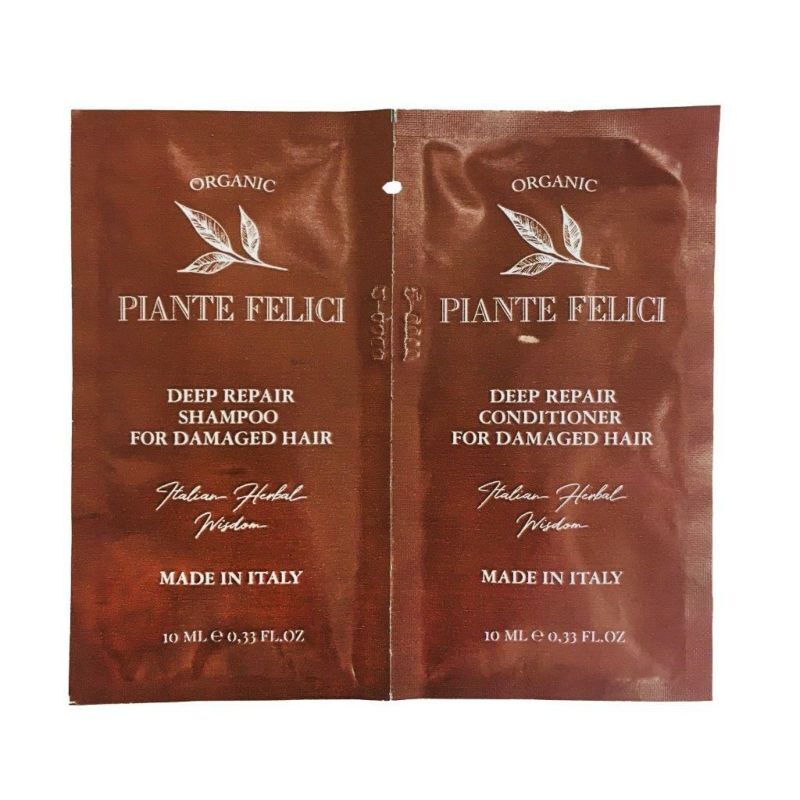 ORGANIC
PIANTE FELICI
DEEP REPAIR
SHAMPOO
FOR DAMAGED HAIR
Italian Herbal
Wisdom
MADE IN ITALY
10 ML ℮ 0,33 FL.OZ
ORGANIC
PIANTE FELICI
DEEP REPAIR
CONDITIONER
FOR DAMAGED HAIR
Italian Herbal
Wisdom
MADE IN ITALY
10 ML ℮ 0,33 FL.OZ